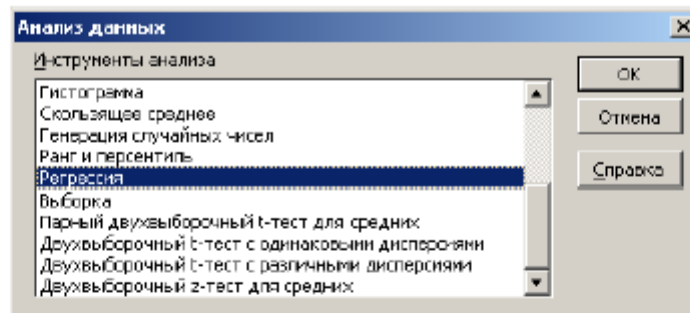 Анализ данных
Инструменты анализа
Гистограмма
Скользящее среднее
Генерация случайных чисел
Ранг и персентиль
Регрессия
Выборка
Парный двухвыборочный t-тест для средних
Двухвыборочный t-тест с одинаковыми дисперсиями
Двухвыборочный t-тест с различными дисперсиями
Двухвыборочный z-тест для средних
ОК
Отмена
Справка